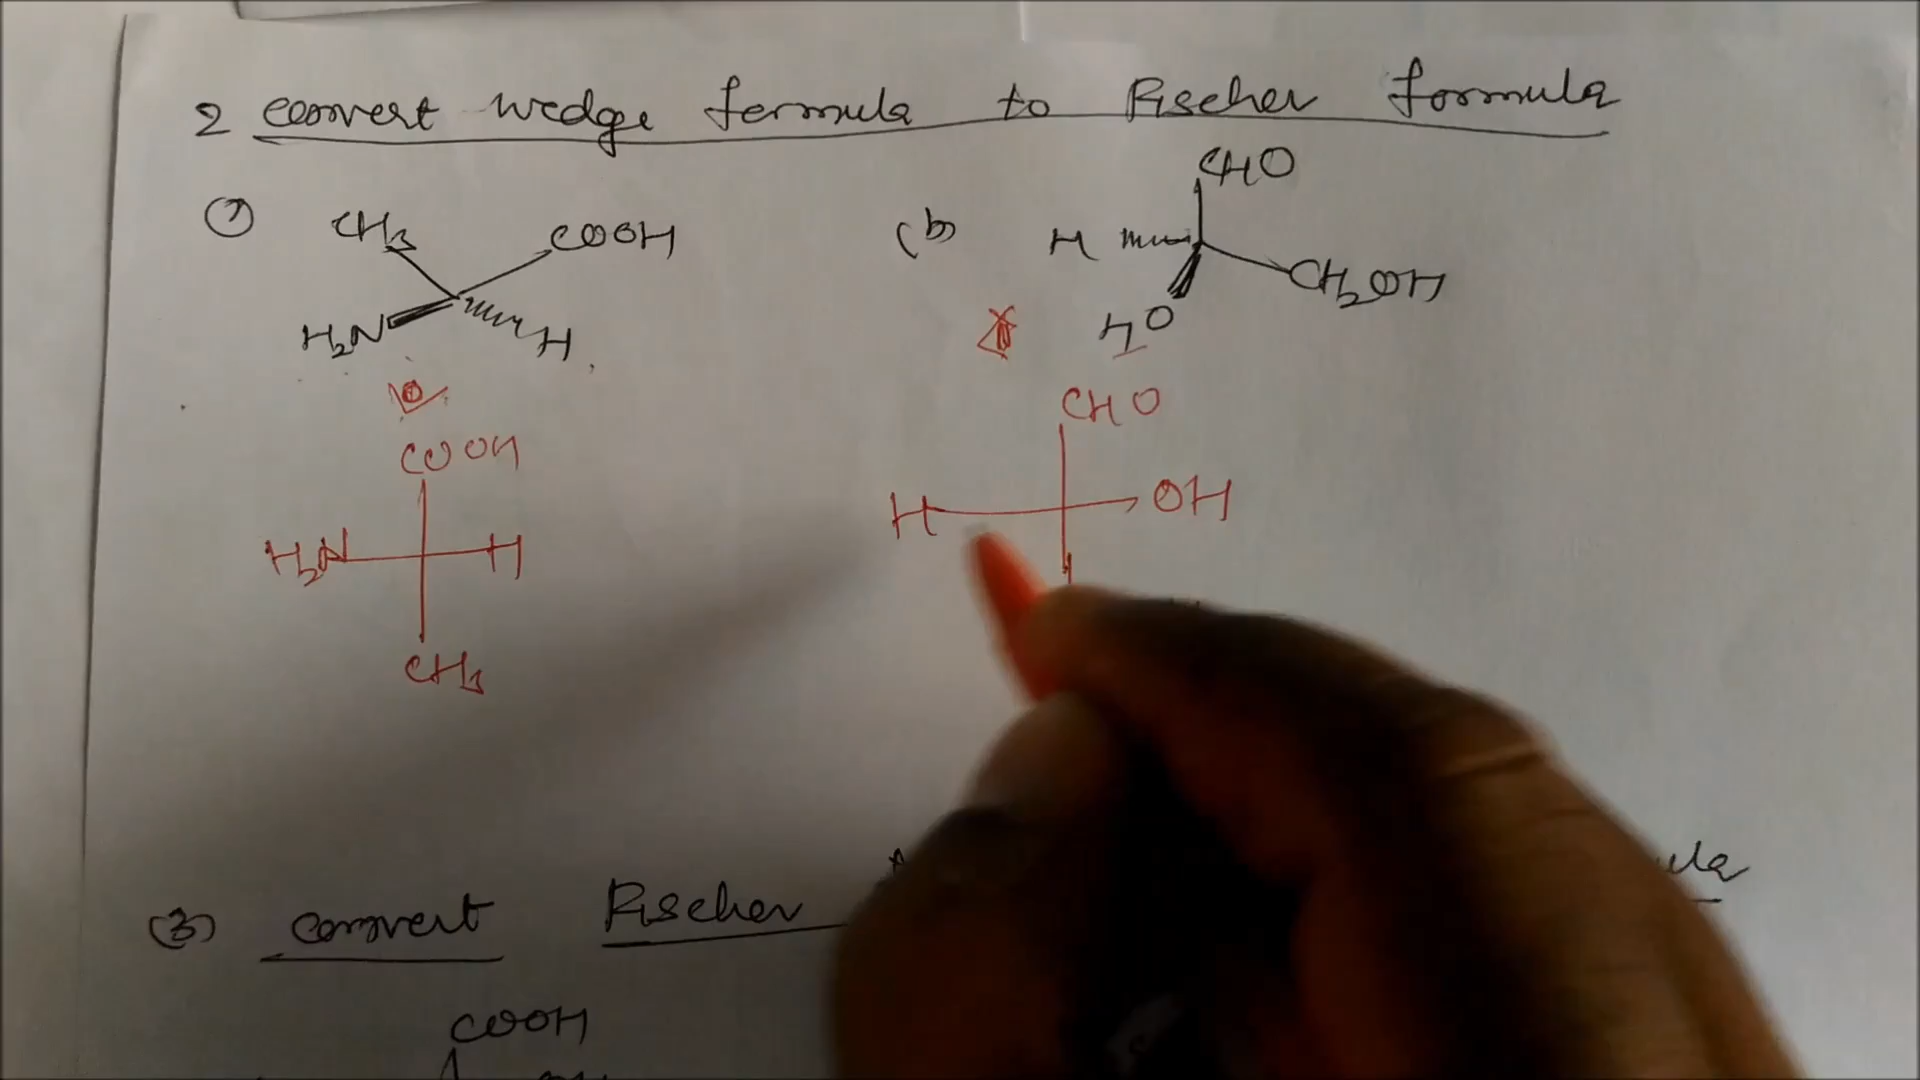 2 convert wedge formula to Fischer formula
① CH₃ COOH
H₂N H
(b) CHO
H CH₂OH
HO
COOH
H₂N H
CH₃
CHO
H OH
(3) convert Fischer
COOH